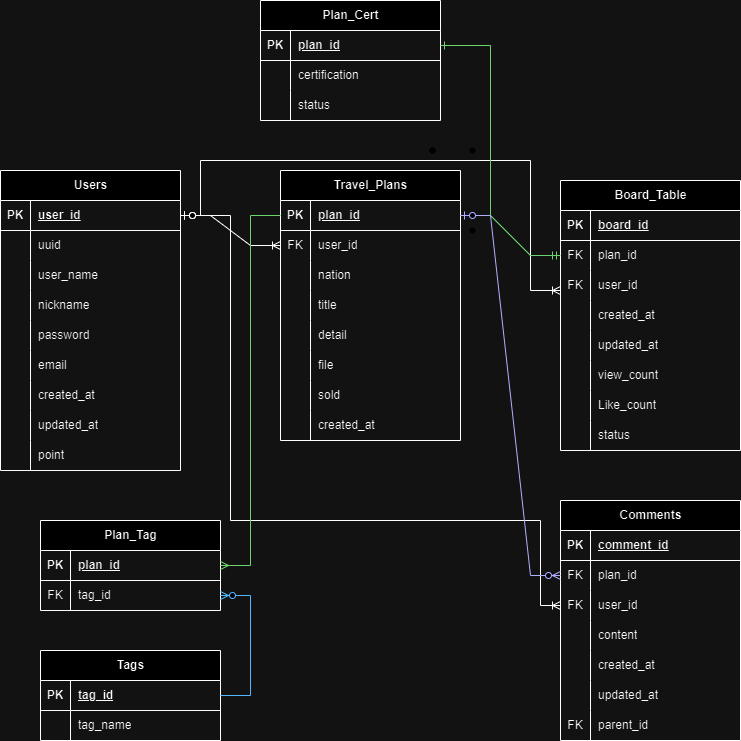 Plan_Cert
PK plan_id
certification
status
Users
PK user_id
uuid
user_name
nickname
password
email
created_at
updated_at
point
Travel_Plans
PK plan_id
FK user_id
nation
title
detail
file
sold
created_at
Board_Table
PK board_id
FK plan_id
FK user_id
created_at
updated_at
view_count
Like_count
status
Plan_Tag
PK plan_id
FK tag_id
Tags
PK tag_id
tag_name
Comments
PK comment_id
FK plan_id
FK user_id
content
created_at
updated_at
FK parent_id